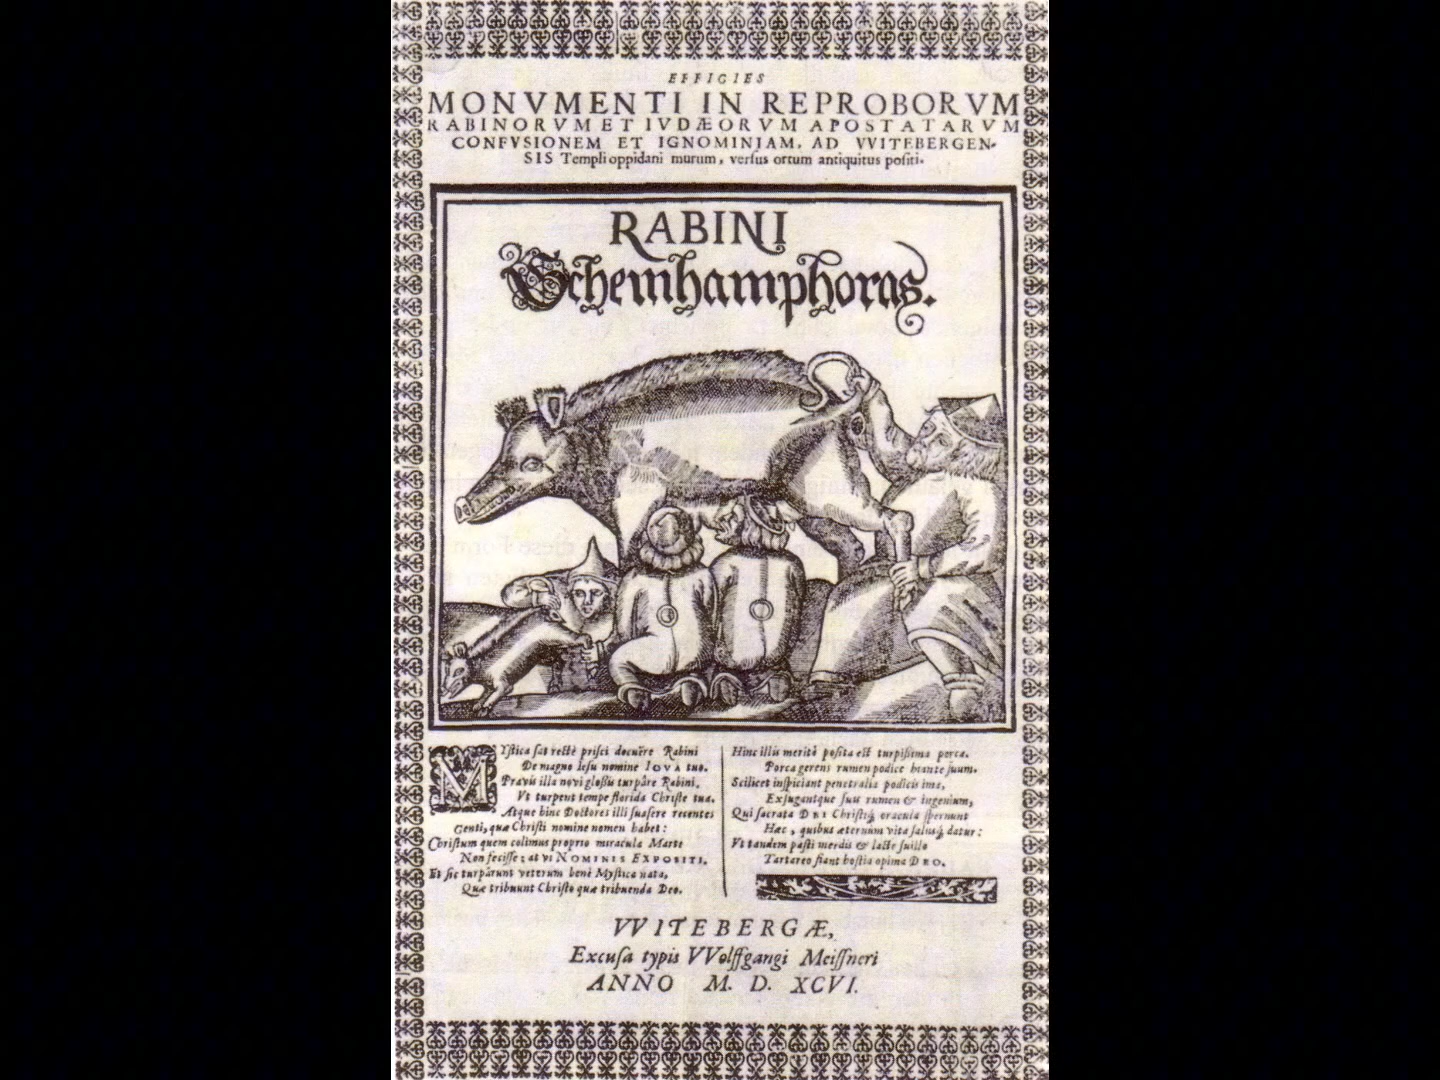 EFFIGIES
MONVMENTI IN REPROBORVM
RABINORVM ET IVDÆORVM APOSTATARVM
CONFVSIONEM ET IGNOMINIAM, AD VVITEBERGEN-
SIS Templi oppidani murum, versus ortum antiquitus positi.
RABINI
Schemhamphoras.
MYstica sat rectè prisci docuêre Rabini
De magno Iesu nomine IOVA tuo.
Pravis illa novi glossis turpâre Rabini,
Vt turpent tempe florida Christe tua.
Atque hinc Doctores illi suasere recentes
Genti, quæ Christi nomine nomen habet:
Christum quem colimus proprio miracula Marte
Non fecisse: at vi NOMINIS EXPOSITI.
Et sic turpârunt veterum benè Mystica nata,
Quæ tribuunt Christo quæ tribuenda Deo.
Hinc illis meritò posita est turpissima porca.
Porca gerens rumen podice hiante suum.
Scilicet inspiciant penetralia podicis ima,
Exsugantque suis rumen & ingenium,
Qui sacrata DEI Christiq́; oracula spernunt
Hæc, quibus æternùm vita salusq́; datur:
Vt tandem pasti merdis & lacte suillo
Tartareo fiant hostia opima DEO.
VVITEBERGÆ,
Excusa typis VVolffgangi Meissneri
ANNO M. D. XCVI.